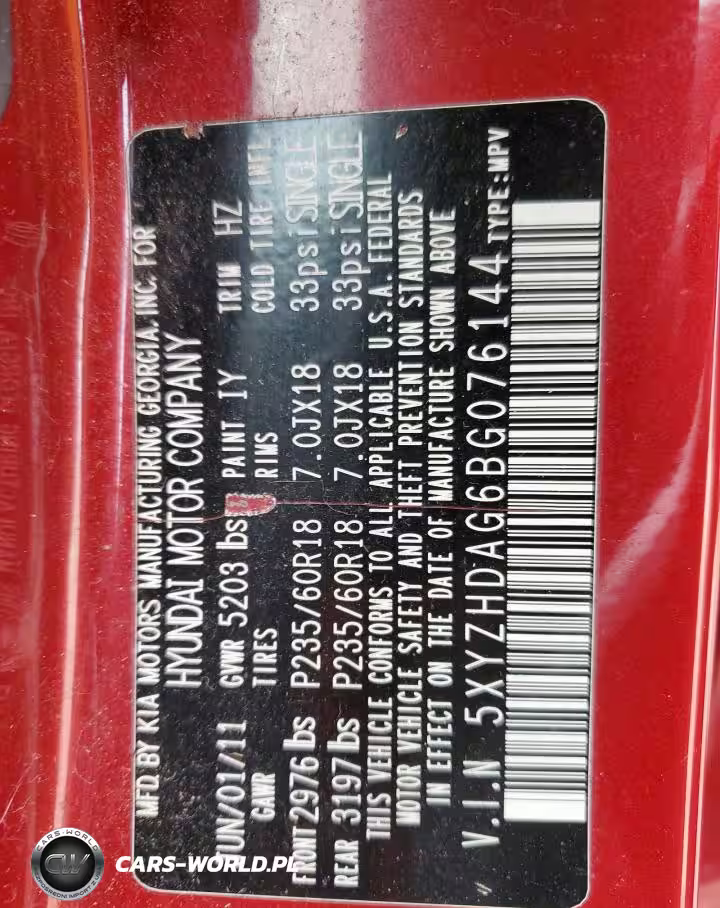 MFD.BY KIA MOTORS MANUFACTURING GEORGIA, INC. FOR
HYUNDAI MOTOR COMPANY
JUN/01/11 GVWR 5203 lbs PAINT IY TRIM HZ
GAWR TIRES RIMS COLD TIRE INFL
FRONT 2976 lbs P235/60R18 7.0JX18 33psi SINGLE
REAR 3197 lbs P235/60R18 7.0JX18 33psi SINGLE
THIS VEHICLE CONFORMS TO ALL APPLICABLE U.S.A. FEDERAL
MOTOR VEHICLE SAFETY AND THEFT PREVENTION STANDARDS
IN EFFECT ON THE DATE OF MANUFACTURE SHOWN ABOVE
V.I.N 5XYZHDAG6BG076144 TYPE:MPV
CW
CARS-WORLD.PL